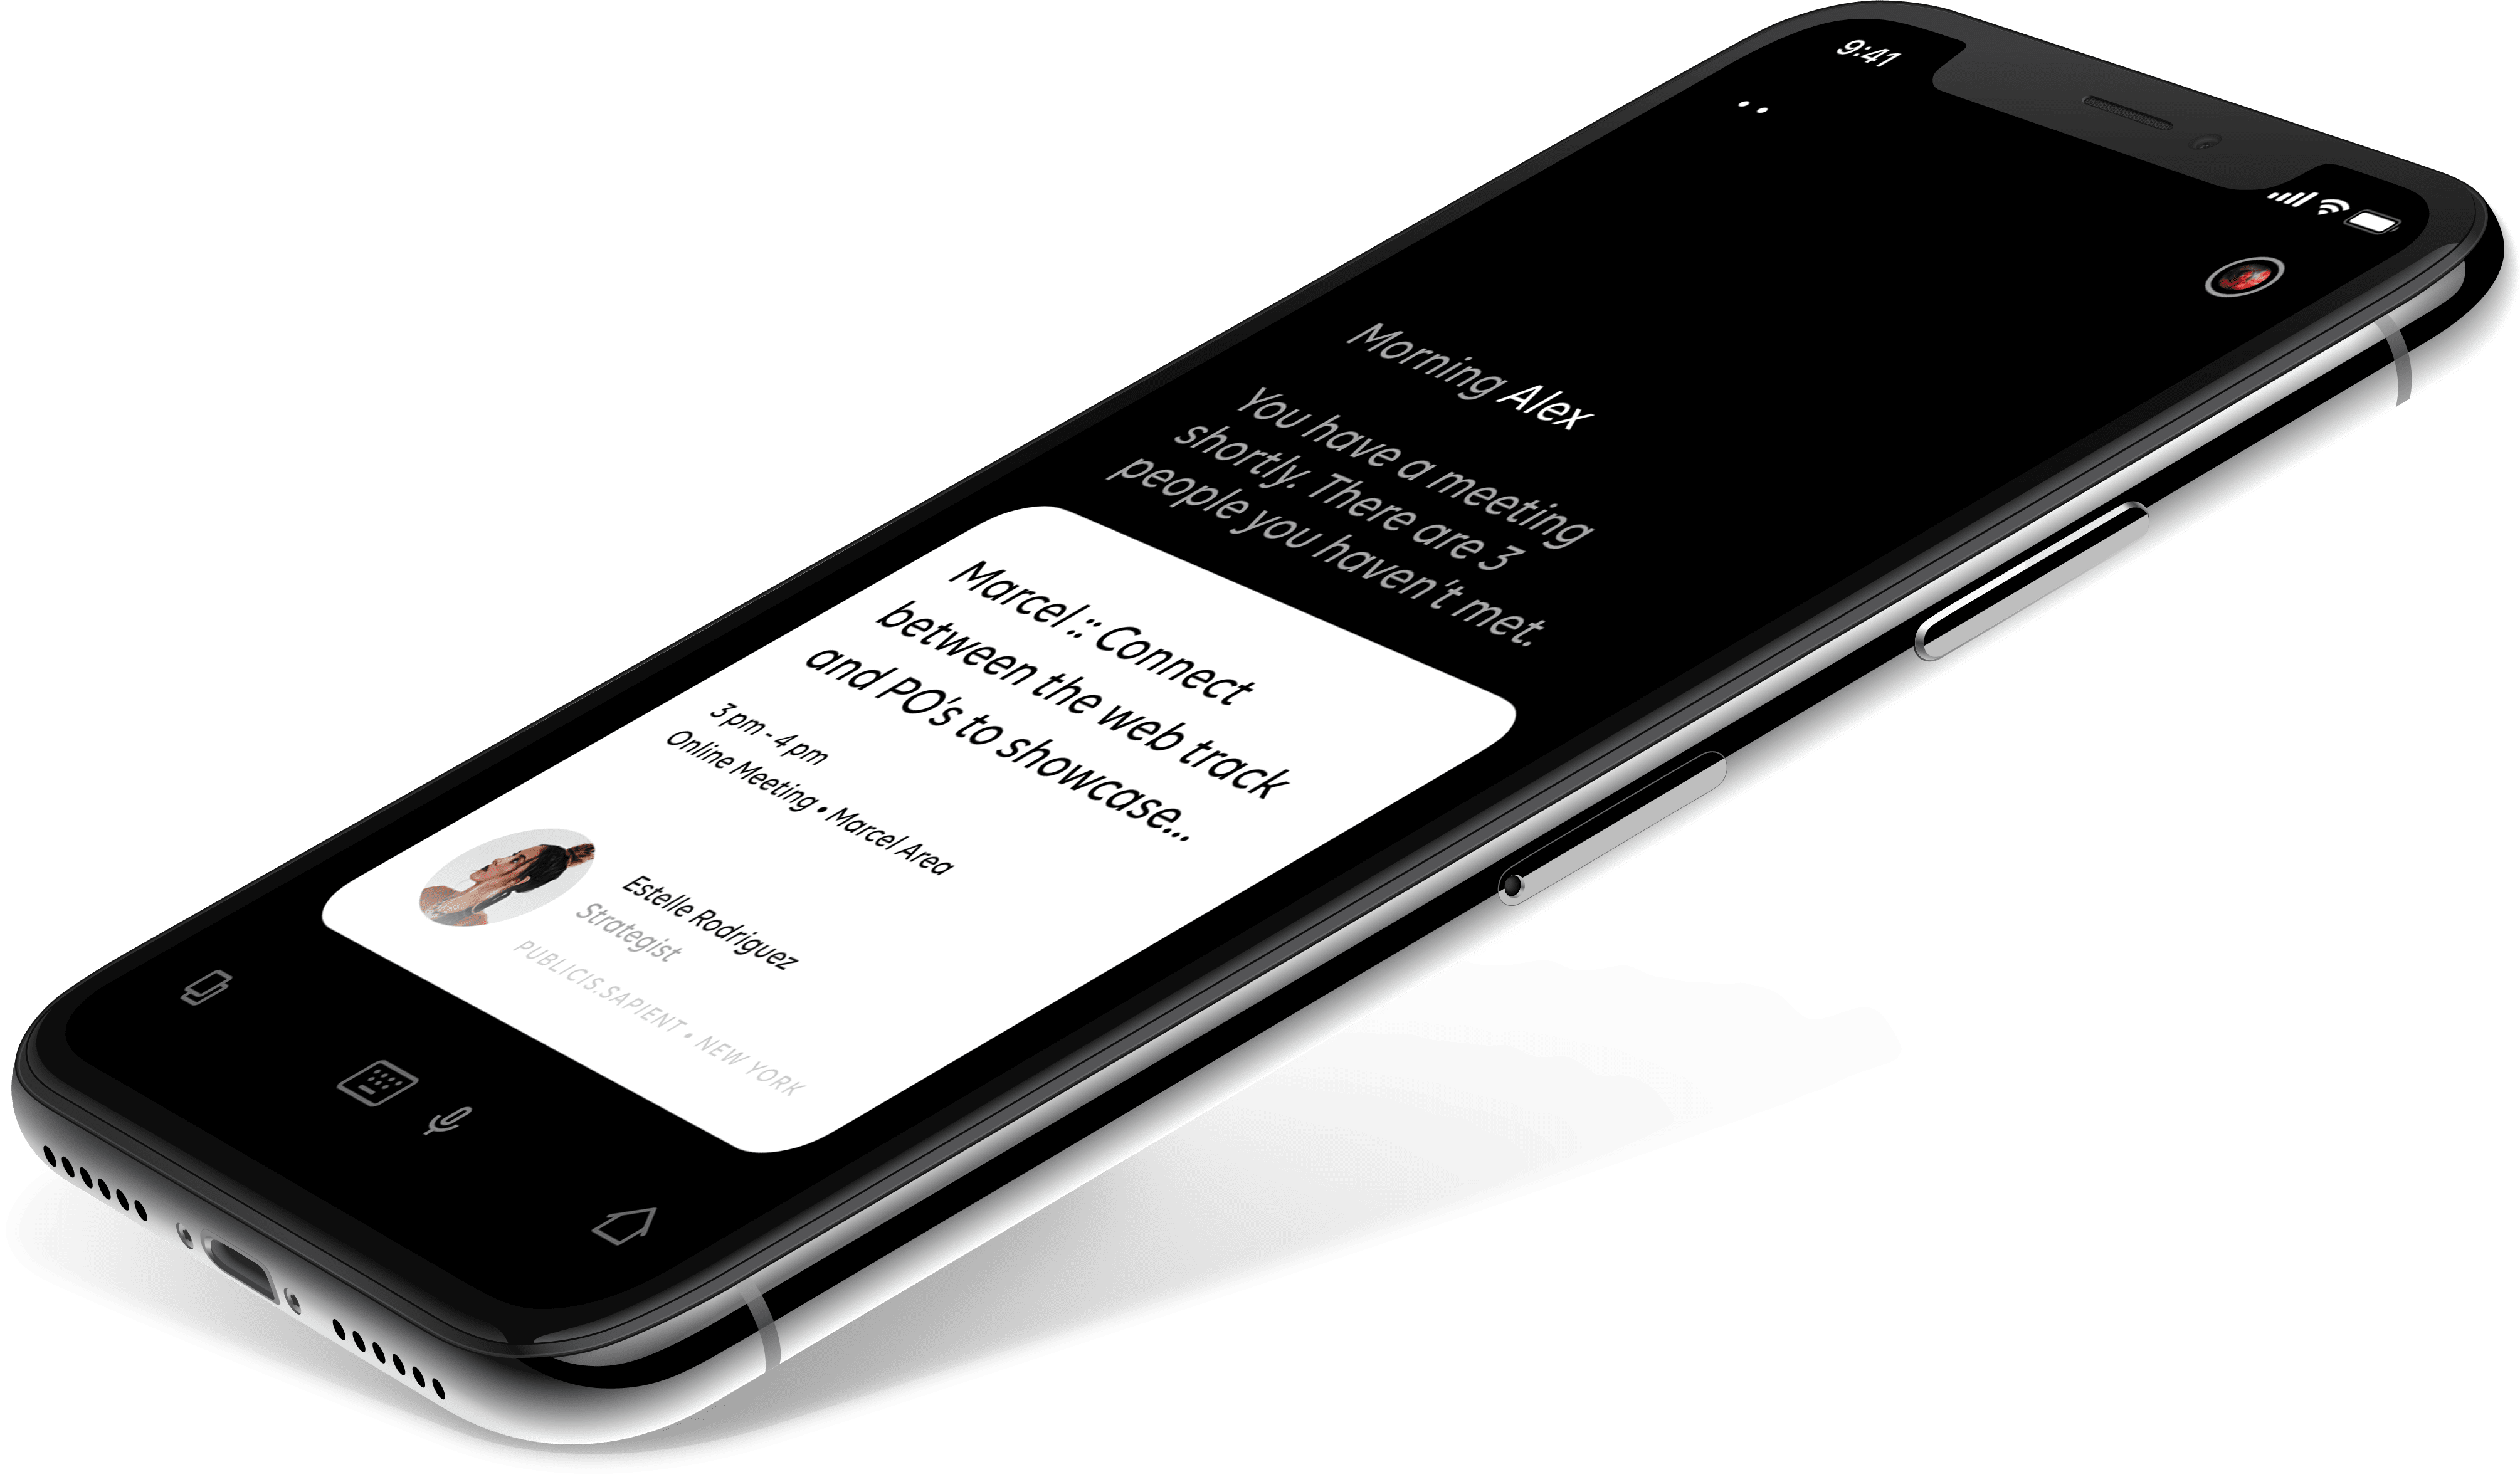 9:41
Morning Alex
You have a meeting
shortly. There are 3
people you haven't met.
Marcel.:¨ Connect
between the web track
and PO's to showcase...
3 pm - 4 pm
Online Meeting • Marcel Area
Estelle Rodriguez
Strategist
PUBLICIS.SAPIENT • NEW YORK